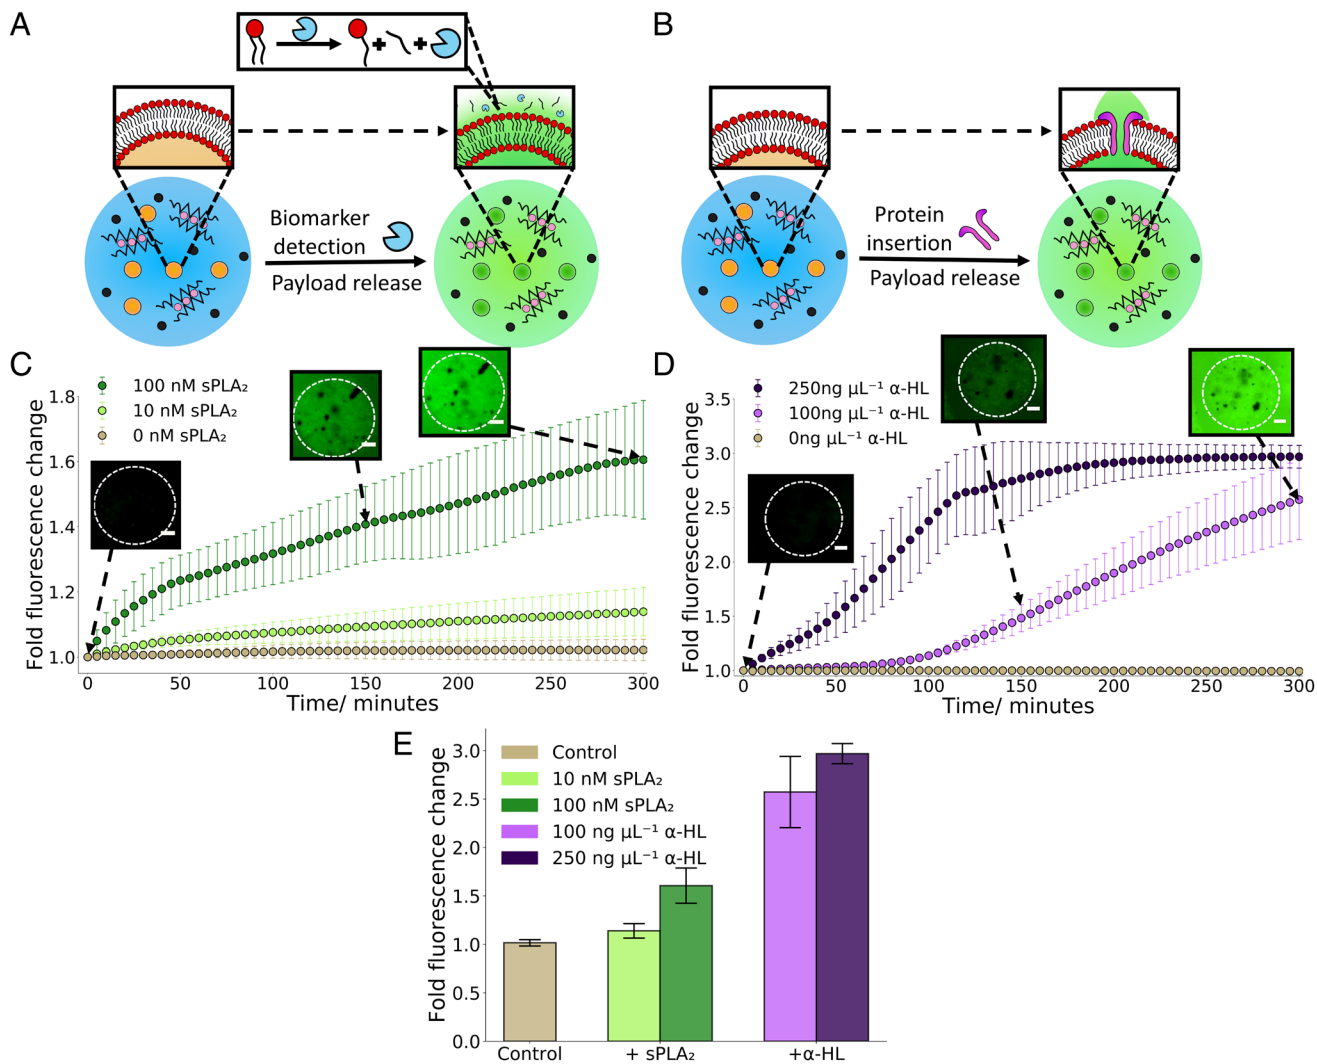 A
B
Biomarker
detection
Payload release
Protein
insertion
Payload release
C
100 nM sPLA₂
10 nM sPLA₂
0 nM sPLA₂
Fold fluorescence change
1.8
1.6
1.4
1.2
1.0
0 50 100 150 200 250 300
Time/ minutes
D
250ng μL⁻¹ α-HL
100ng μL⁻¹ α-HL
0ng μL⁻¹ α-HL
Fold fluorescence change
3.5
3.0
2.5
2.0
1.5
1.0
0 50 100 150 200 250 300
Time/ minutes
E
Control
10 nM sPLA₂
100 nM sPLA₂
100 ng μL⁻¹ α-HL
250 ng μL⁻¹ α-HL
Fold fluorescence change
3.0
2.5
2.0
1.5
1.0
0.5
0.0
Control + sPLA₂ +α-HL